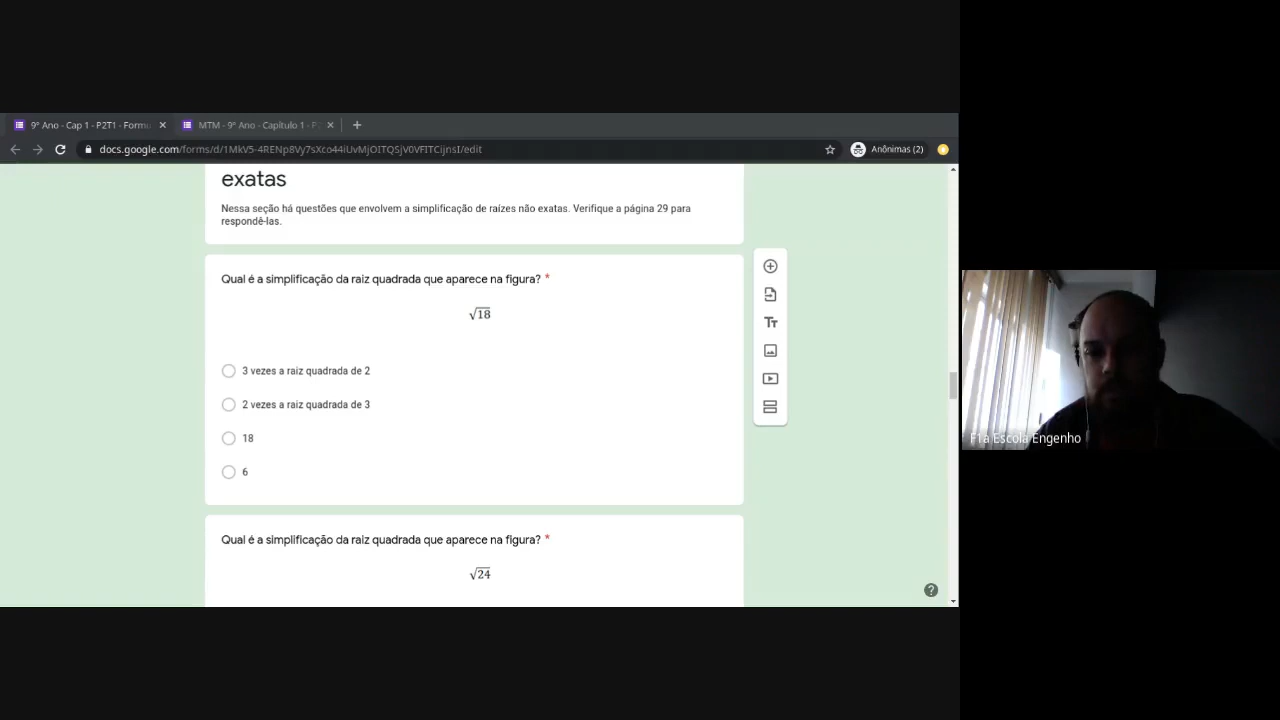 9º Ano - Cap 1 - P2T1 - Formu
MTM - 9º Ano - Capítulo 1 - P
docs.google.com/forms/d/1MkV5-4RENp8Vy7sXco44iUvMjOITQSjV0VFITCijnsI/edit
Anônimas (2)
exatas
Nessa seção há questões que envolvem a simplificação de raízes não exatas. Verifique a página 29 para
respondê-las.
Qual é a simplificação da raiz quadrada que aparece na figura? *
√18
3 vezes a raiz quadrada de 2
2 vezes a raiz quadrada de 3
18
6
Qual é a simplificação da raiz quadrada que aparece na figura? *
√24
F1a Escola Engenho